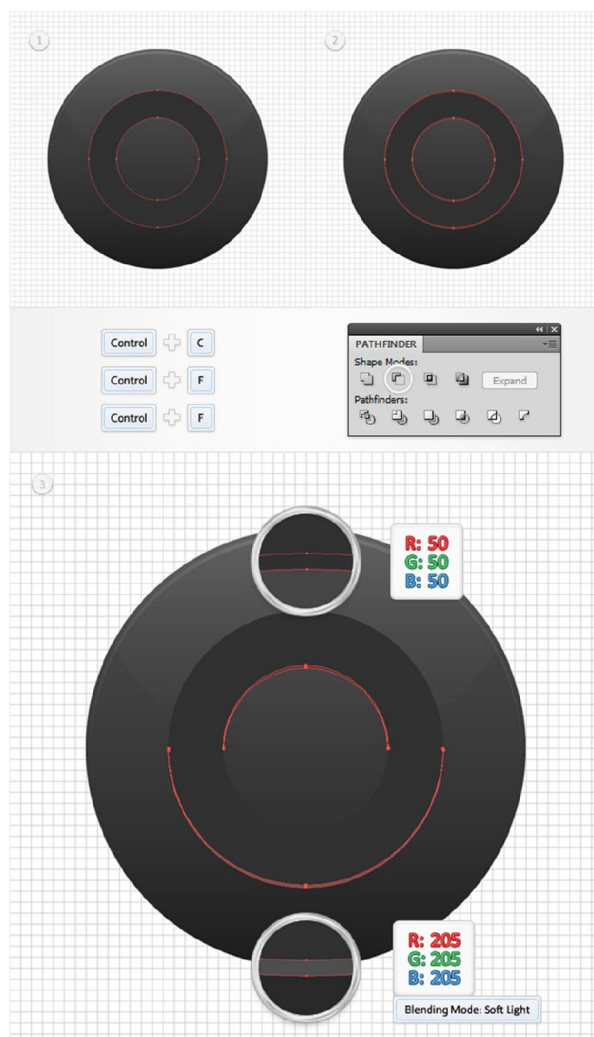 1
2
Control + C
Control + F
Control + F
PATHFINDER
Shape Modes:
Expand
Pathfinders:
3
R: 50
G: 50
B: 50
R: 205
G: 205
B: 205
Blending Mode: Soft Light